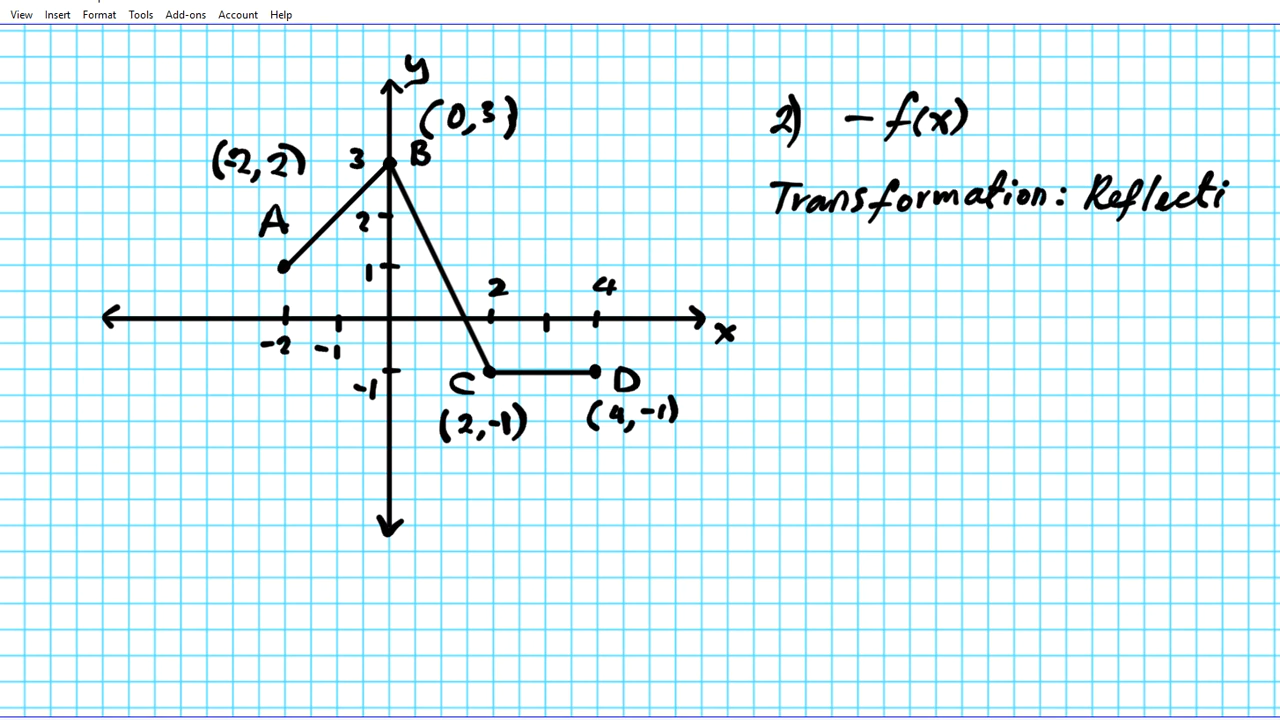 View Insert Format Tools Add-ons Account Help
y
(0,3)
2) -f(x)
(-2,2) 3 B
Transformation: Reflecti
A 2
1
2 4
-2 -1 x
-1 C D
(2,-1) (4,-1)